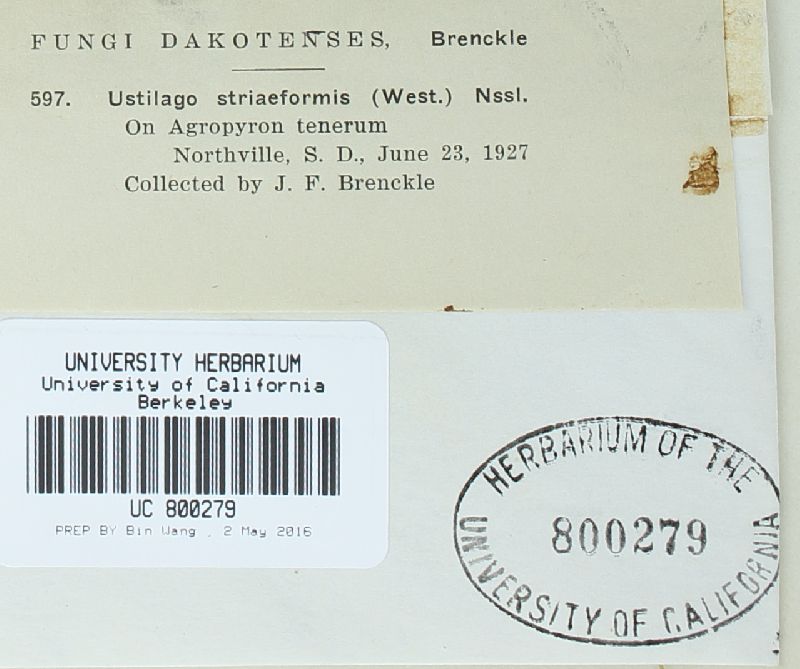 FUNGI DAKOTENSES, Brenckle
597. Ustilago striaeformis (West.) Nssl.
On Agropyron tenerum
Northville, S. D., June 23, 1927
Collected by J. F. Brenckle
UNIVERSITY HERBARIUM
University of California
Berkeley
UC 800279
PREP BY Bin Wang , 2 May 2016
HERBARIUM OF THE
800279
UNIVERSITY OF CALIFORNIA